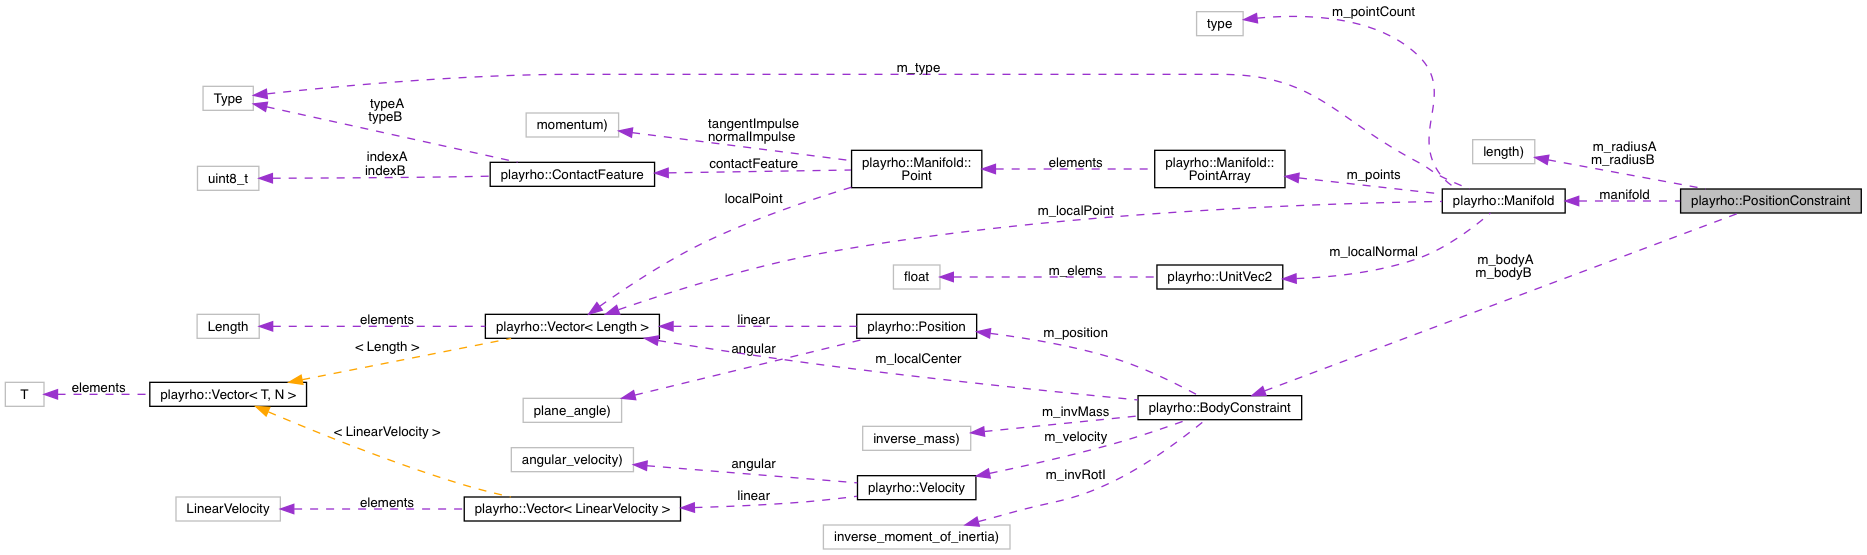 m_pointCount
type
m_type
Type
typeA
typeB
momentum)
tangentImpulse
normalImpulse
length)
m_radiusA
m_radiusB
indexA
indexB
uint8_t
playrho::ContactFeature
contactFeature
playrho::Manifold::
Point
elements
playrho::Manifold::
PointArray
m_points
playrho::Manifold
manifold
playrho::PositionConstraint
localPoint
m_localPoint
m_localNormal
m_bodyA
m_bodyB
float
m_elems
playrho::UnitVec2
Length
elements
playrho::Vector< Length >
linear
playrho::Position
m_position
< Length >
angular
m_localCenter
T
elements
playrho::Vector< T, N >
plane_angle)
playrho::BodyConstraint
m_invMass
inverse_mass)
< LinearVelocity >
m_velocity
angular_velocity)
angular
m_invRotI
playrho::Velocity
linear
LinearVelocity
elements
playrho::Vector< LinearVelocity >
inverse_moment_of_inertia)